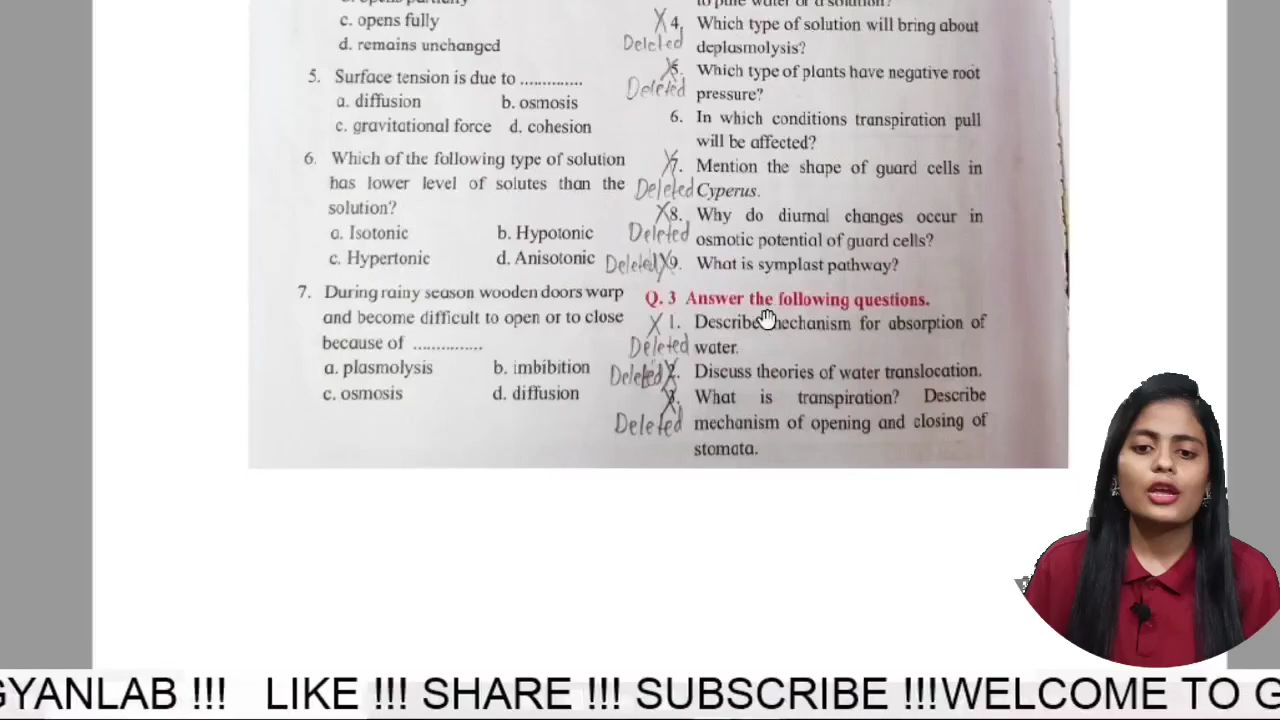 c. opens fully
d. remains unchanged
5. Surface tension is due to ..............
a. diffusion b. osmosis
c. gravitational force d. cohesion
6. Which of the following type of solution
has lower level of solutes than the
solution?
a. Isotonic b. Hypotonic
c. Hypertonic d. Anisotonic
7. During rainy season wooden doors warp
and become difficult to open or to close
because of ..............
a. plasmolysis b. imbibition
c. osmosis d. diffusion
to pure water or a solution?
X 4. Which type of solution will bring about
Deleted deplasmolysis?
X 5. Which type of plants have negative root
Deleted pressure?
6. In which conditions transpiration pull
will be affected?
X 7. Mention the shape of guard cells in
Deleted Cyperus.
X 8. Why do diurnal changes occur in
Deleted osmotic potential of guard cells?
Deleted X 9. What is symplast pathway?
Q. 3 Answer the following questions.
X 1. Describe mechanism for absorption of
Deleted water.
Deleted X 2. Discuss theories of water translocation.
X 3. What is transpiration? Describe
Deleted mechanism of opening and closing of
stomata.
GYANLAB !!! LIKE !!! SHARE !!! SUBSCRIBE !!!WELCOME TO G